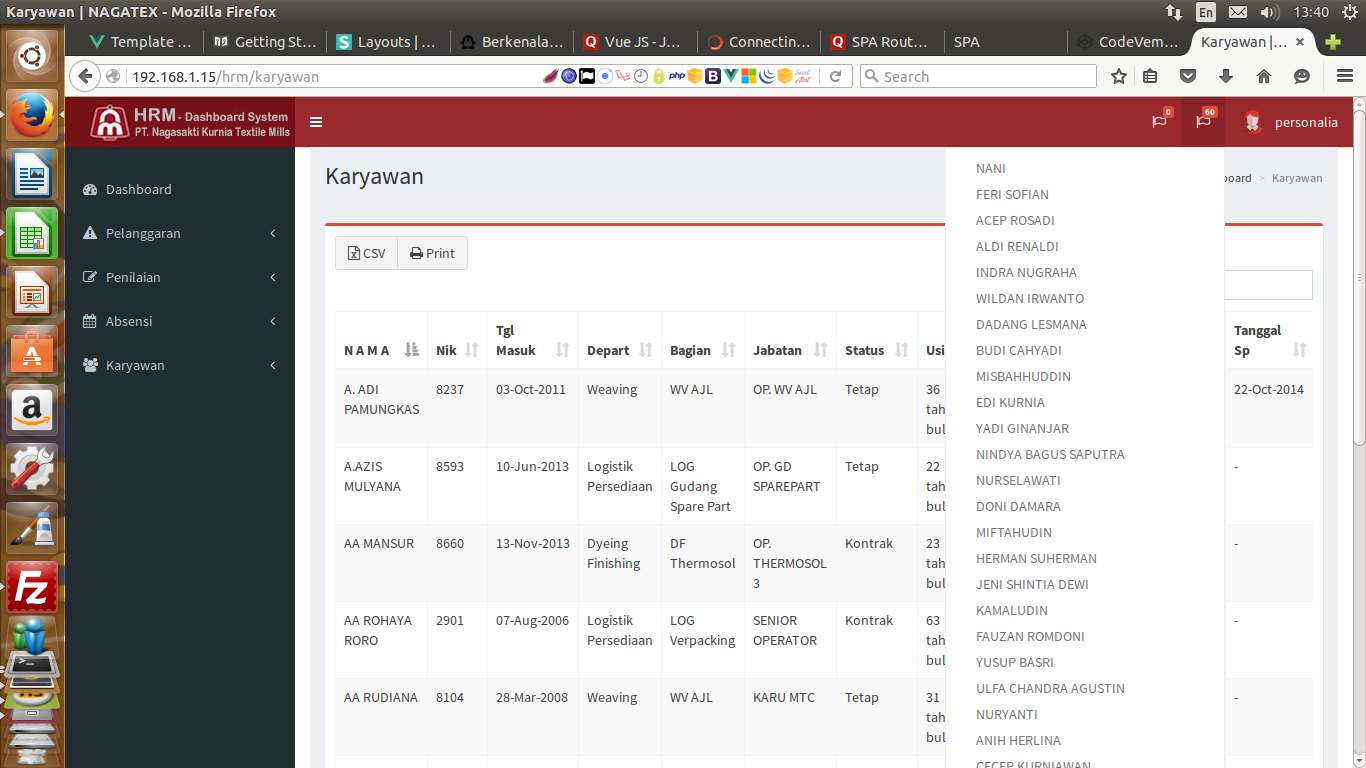 Karyawan | NAGATEX - Mozilla Firefox
En
13:40
Template ...
Getting St...
Layouts | ...
Berkenala...
Vue JS - J...
Connectin...
SPA Rout...
SPA
CodeVem...
Karyawan |...
192.168.1.15/hrm/karyawan
php
Search
HRM - Dashboard System
PT. Nagasakti Kurnia Textile Mills
0
60
personalia
Dashboard
Pelanggaran
Penilaian
Absensi
Karyawan
Karyawan
board > Karyawan
CSV
Print
N A M A
Nik
Tgl
Masuk
Depart
Bagian
Jabatan
Status
Usi
Tanggal
Sp
A. ADI
PAMUNGKAS
8237
03-Oct-2011
Weaving
WV AJL
OP. WV AJL
Tetap
36
tah
bul
22-Oct-2014
A.AZIS
MULYANA
8593
10-Jun-2013
Logistik
Persediaan
LOG
Gudang
Spare Part
OP. GD
SPAREPART
Tetap
22
tah
bul
-
AA MANSUR
8660
13-Nov-2013
Dyeing
Finishing
DF
Thermosol
OP.
THERMOSOL
3
Kontrak
23
tah
bul
-
AA ROHAYA
RORO
2901
07-Aug-2006
Logistik
Persediaan
LOG
Verpacking
SENIOR
OPERATOR
Kontrak
63
tah
bul
-
AA RUDIANA
8104
28-Mar-2008
Weaving
WV AJL
KARU MTC
Tetap
31
tah
bul
-
NANI
FERI SOFIAN
ACEP ROSADI
ALDI RENALDI
INDRA NUGRAHA
WILDAN IRWANTO
DADANG LESMANA
BUDI CAHYADI
MISBAHHUDDIN
EDI KURNIA
YADI GINANJAR
NINDYA BAGUS SAPUTRA
NURSELAWATI
DONI DAMARA
MIFTAHUDIN
HERMAN SUHERMAN
JENI SHINTIA DEWI
KAMALUDIN
FAUZAN ROMDONI
YUSUP BASRI
ULFA CHANDRA AGUSTIN
NURYANTI
ANIH HERLINA
CECEP KURNIAWAN